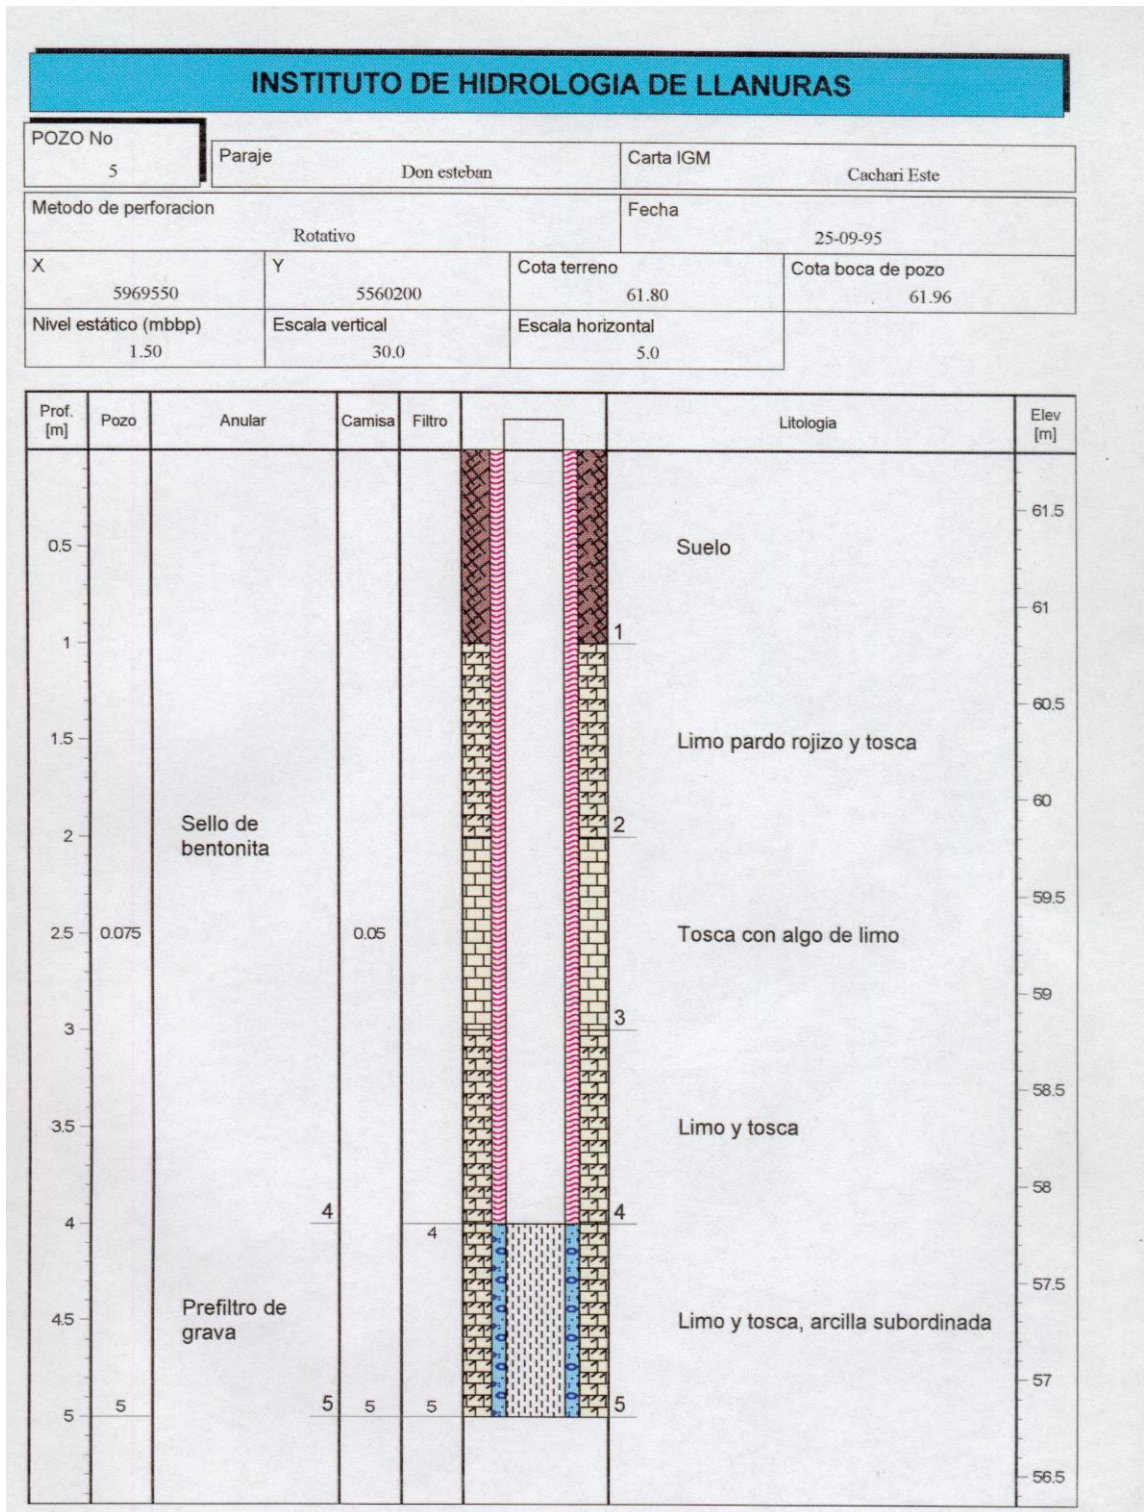 INSTITUTO DE HIDROLOGIA DE LLANURAS
POZO No
5
Paraje
Don esteban
Carta IGM
Cachari Este
Metodo de perforacion
Rotativo
Fecha
25-09-95
X
5969550
Y
5560200
Cota terreno
61.80
Cota boca de pozo
61.96
Nivel estático (mbbp)
1.50
Escala vertical
30.0
Escala horizontal
5.0
Prof.
[m]
Pozo
Anular
Camisa
Filtro
Litologia
Elev
[m]
61.5
0.5
Suelo
61
1
1
60.5
1.5
Limo pardo rojizo y tosca
60
2
Sello de
bentonita
2
59.5
2.5
0.075
0.05
Tosca con algo de limo
59
3
3
58.5
3.5
Limo y tosca
58
4
4
4
4
57.5
4.5
Prefiltro de
grava
Limo y tosca, arcilla subordinada
57
5
5
5
5
5
5
56.5